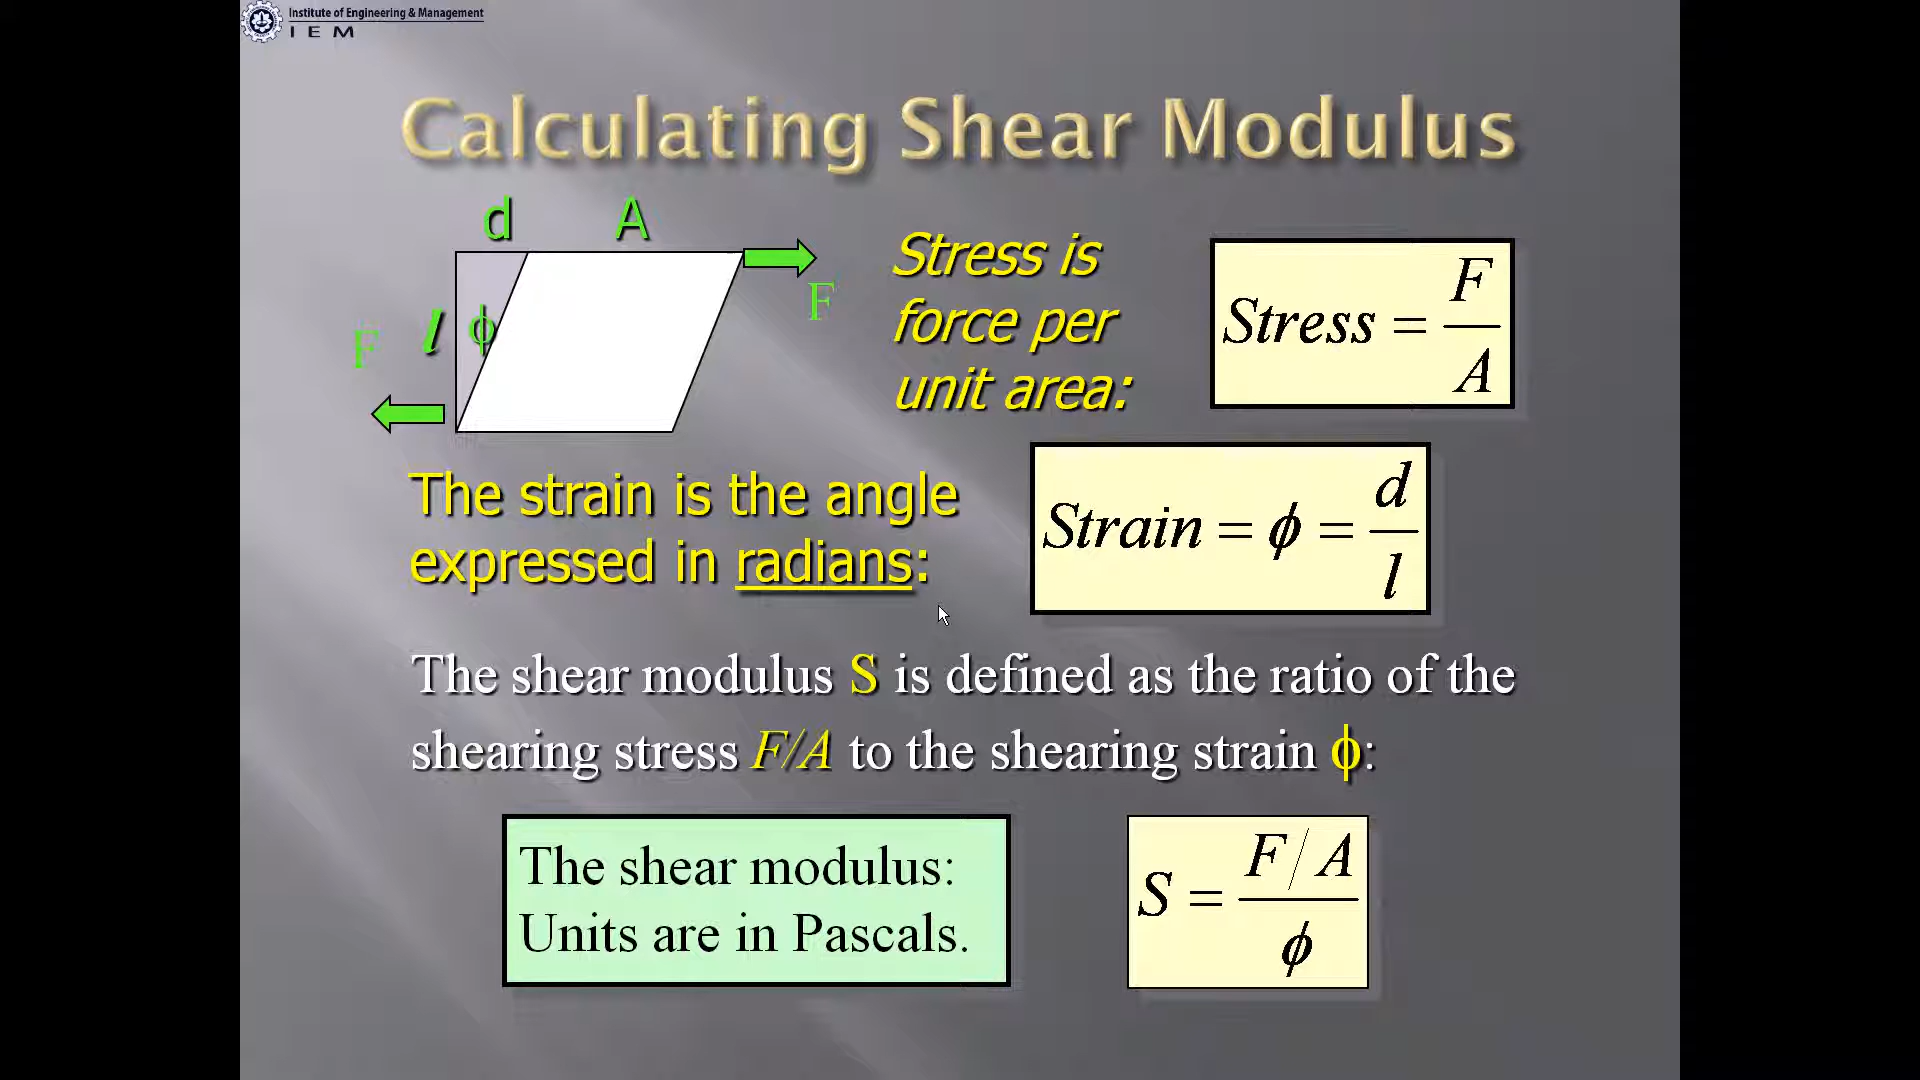 Institute of Engineering & Management
I E M
Calculating Shear Modulus
d A
F
F l ϕ
Stress is
force per
unit area:
Stress = F/A
The strain is the angle
expressed in radians:
Strain = ϕ = d/l
The shear modulus S is defined as the ratio of the
shearing stress F/A to the shearing strain ϕ:
The shear modulus:
Units are in Pascals.
S = F/A / ϕ